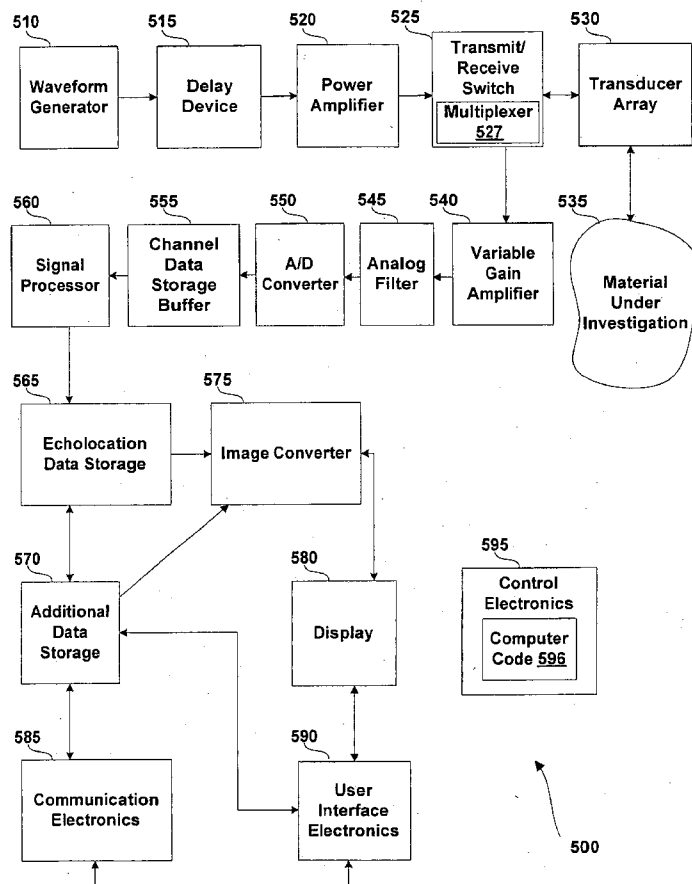 510
Waveform
Generator
515
Delay
Device
520
Power
Amplifier
525
Transmit/
Receive
Switch
Multiplexer
527
530
Transducer
Array
560
Signal
Processor
555
Channel
Data
Storage
Buffer
550
A/D
Converter
545
Analog
Filter
540
Variable
Gain
Amplifier
535
Material
Under
Investigation
565
Echolocation
Data Storage
575
Image Converter
570
Additional
Data
Storage
580
Display
595
Control
Electronics
Computer
Code 596
585
Communication
Electronics
590
User
Interface
Electronics
500